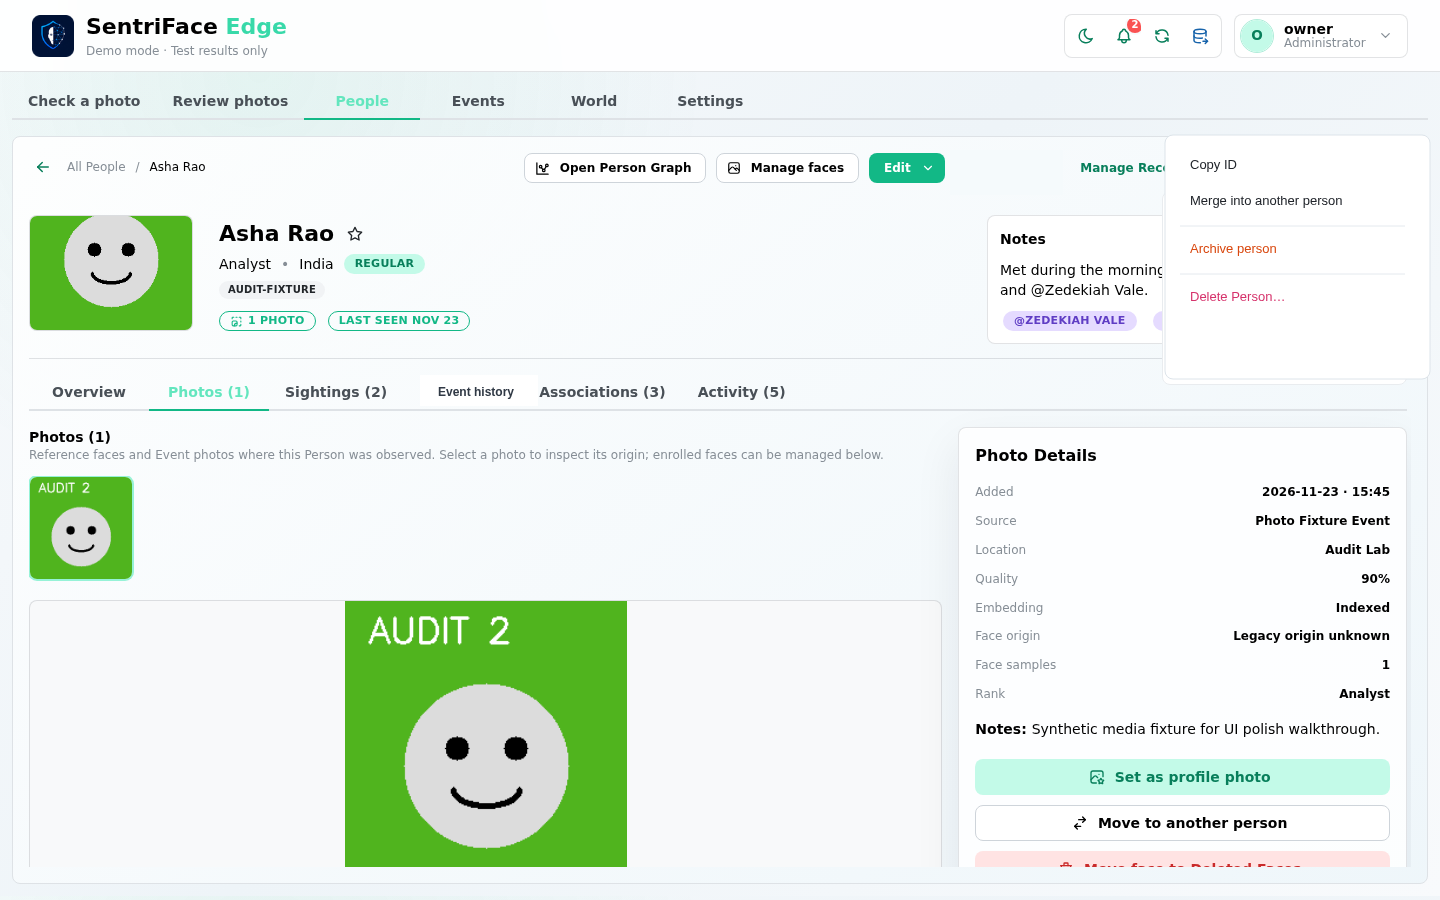 SentriFace Edge
Demo mode · Test results only
2
O
owner
Administrator
Check a photo
Review photos
People
Events
World
Settings
All People / Asha Rao
Open Person Graph
Manage faces
Edit
Manage
Copy ID
Merge into another person
Archive person
Delete Person…
Asha Rao
Analyst • India REGULAR
AUDIT-FIXTURE
1 PHOTO
LAST SEEN NOV 23
Notes
Met during the morning
and @Zedekiah Vale.
@ZEDEKIAH VALE
Overview
Photos (1)
Sightings (2)
Event history
Associations (3)
Activity (5)
Photos (1)
Reference faces and Event photos where this Person was observed. Select a photo to inspect its origin; enrolled faces can be managed below.
AUDIT 2
AUDIT 2
Photo Details
Added 2026-11-23 · 15:45
Source Photo Fixture Event
Location Audit Lab
Quality 90%
Embedding Indexed
Face origin Legacy origin unknown
Face samples 1
Rank Analyst
Notes: Synthetic media fixture for UI polish walkthrough.
Set as profile photo
Move to another person
Move face to Deleted Faces